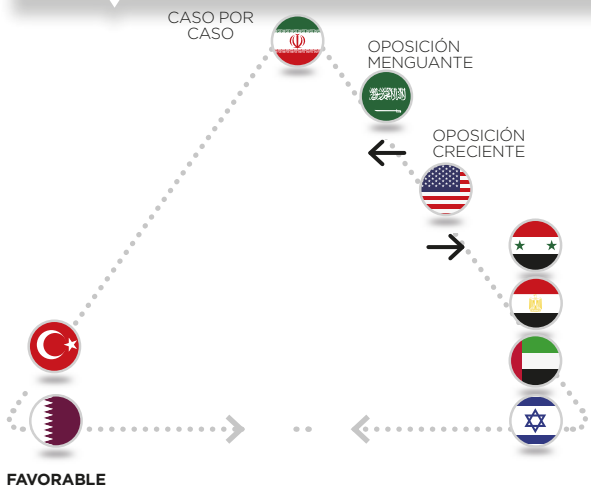 CASO POR
CASO
OPOSICIÓN
MENGUANTE
OPOSICIÓN
CRECIENTE
FAVORABLE